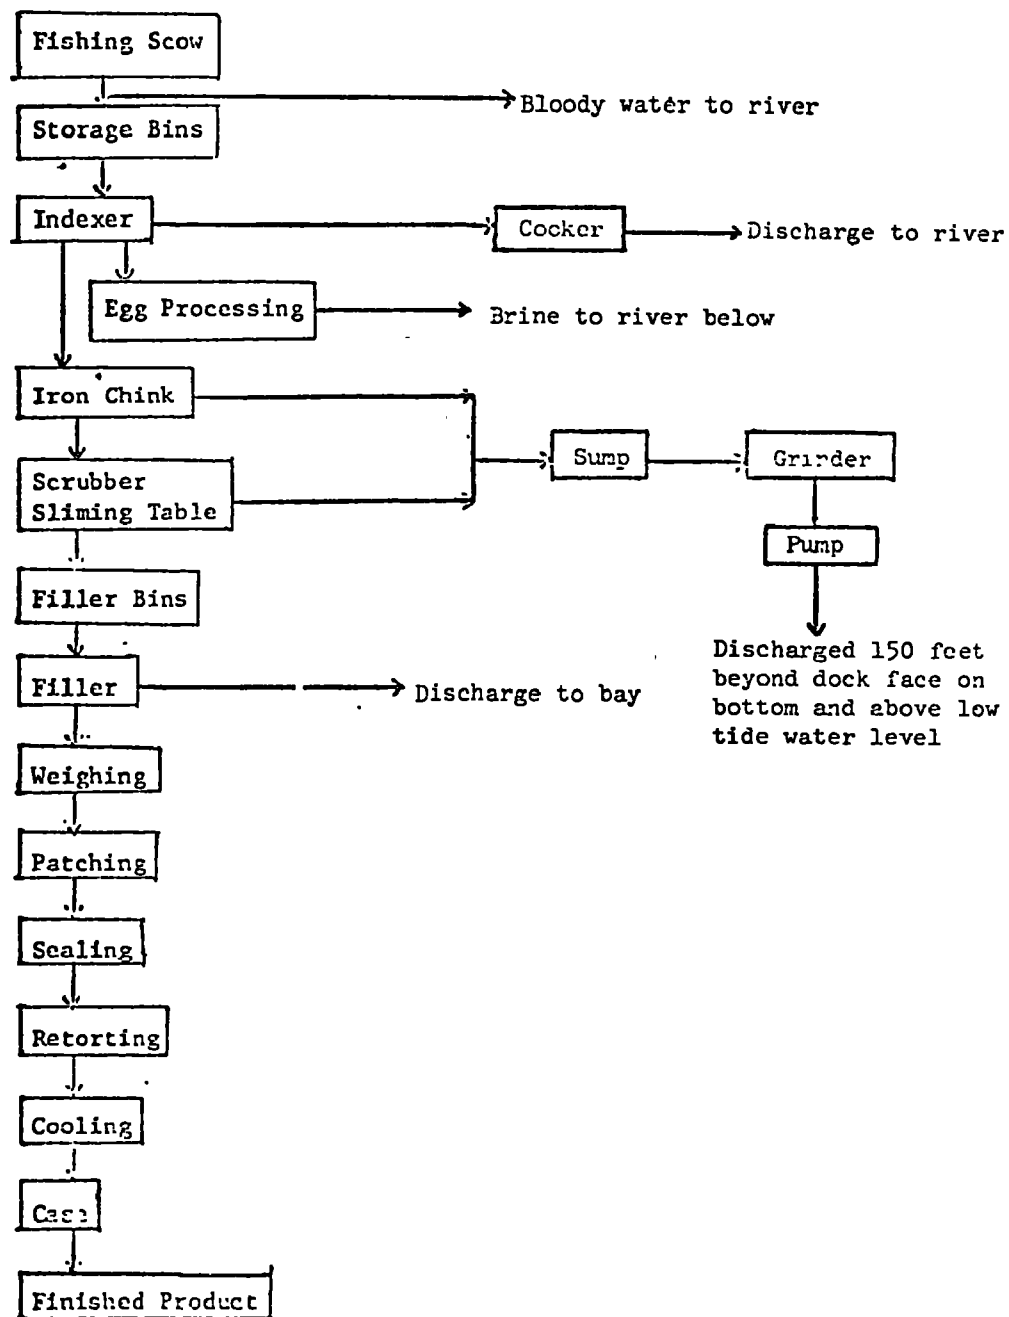 Fishing Scow
Bloody water to river
Storage Bins
Indexer
Cocker
Discharge to river
Egg Processing
Brine to river below
Iron Chink
Scrubber
Sliming Table
Sump
Grinder
Pump
Filler Bins
Filler
Discharge to bay
Discharged 150 feet
beyond dock face on
bottom and above low
tide water level
Weighing
Patching
Sealing
Retorting
Cooling
Case
Finished Product